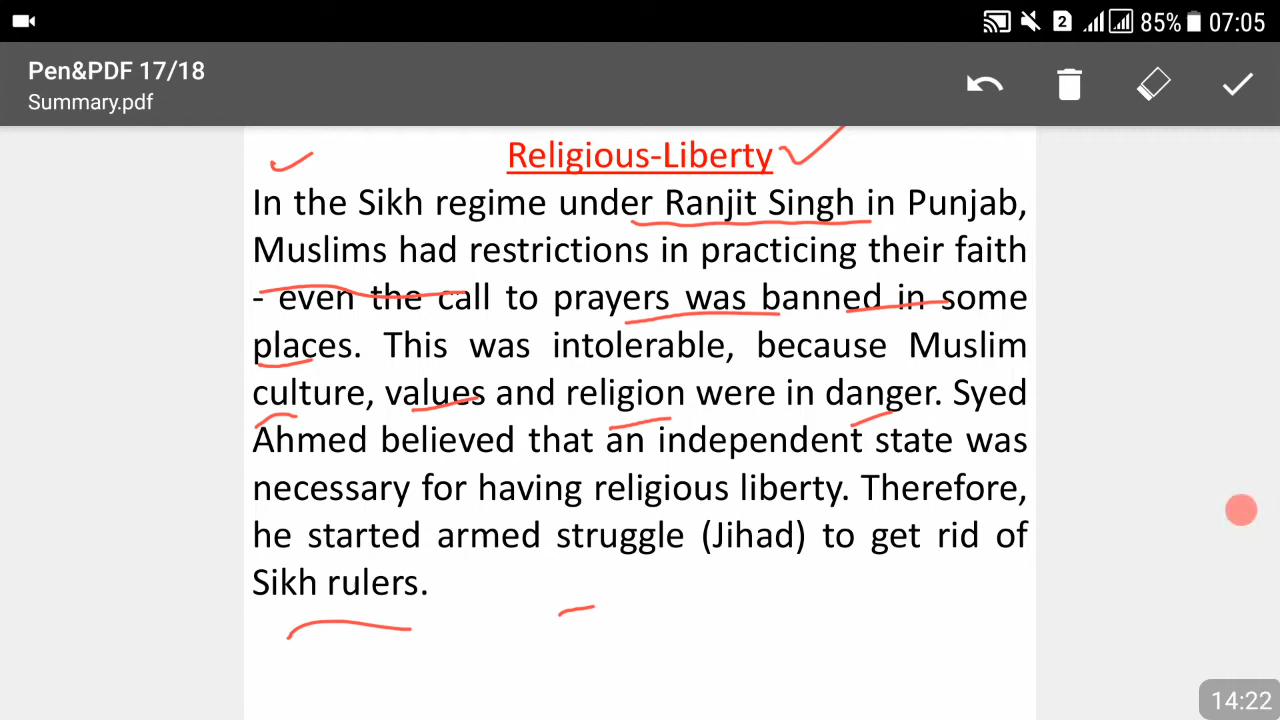 2 85% 07:05
Pen&PDF 17/18
Summary.pdf
Religious-Liberty
In the Sikh regime under Ranjit Singh in Punjab,
Muslims had restrictions in practicing their faith
- even the call to prayers was banned in some
places. This was intolerable, because Muslim
culture, values and religion were in danger. Syed
Ahmed believed that an independent state was
necessary for having religious liberty. Therefore,
he started armed struggle (Jihad) to get rid of
Sikh rulers.
14:22